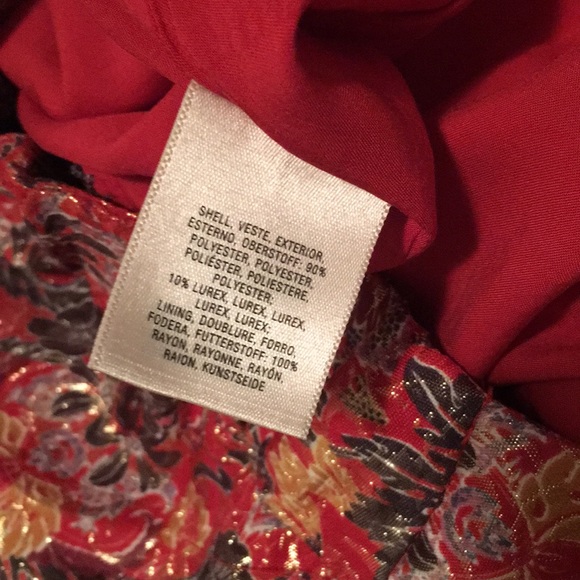 SHELL, VESTE, EXTERIOR,
ESTERNO, OBERSTOFF: 90%
POLYESTER, POLYESTER,
POLIÉSTER, POLIESTERE,
POLYESTER;
10% LUREX, LUREX, LUREX,
LUREX, LUREX;
LINING, DOUBLURE, FORRO,
FODERA, FUTTERSTOFF: 100%
RAYON, RAYONNE, RAYÓN,
RAION, KUNSTSEIDE